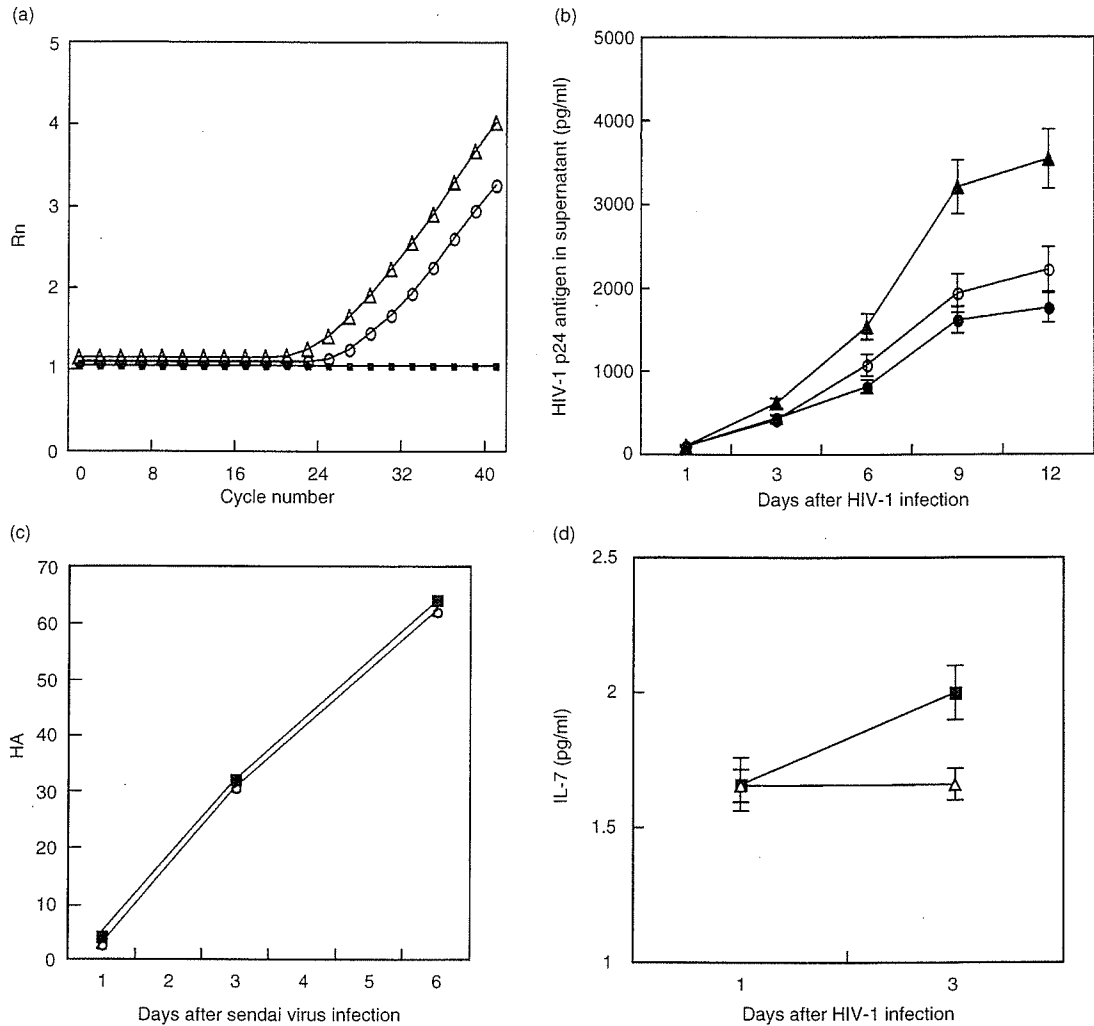 (a)
5
4
3
2
1
0
Rn
0 8 16 24 32 40
Cycle number
(b)
5000
4000
3000
2000
1000
0
HIV-1 p24 antigen in supernatant (pg/ml)
1 3 6 9 12
Days after HIV-1 infection
(c)
70
60
50
40
30
20
10
0
HA
1 2 3 4 5 6
Days after sendai virus infection
(d)
2.5
2
1.5
1
IL-7 (pg/ml)
1 3
Days after HIV-1 infection